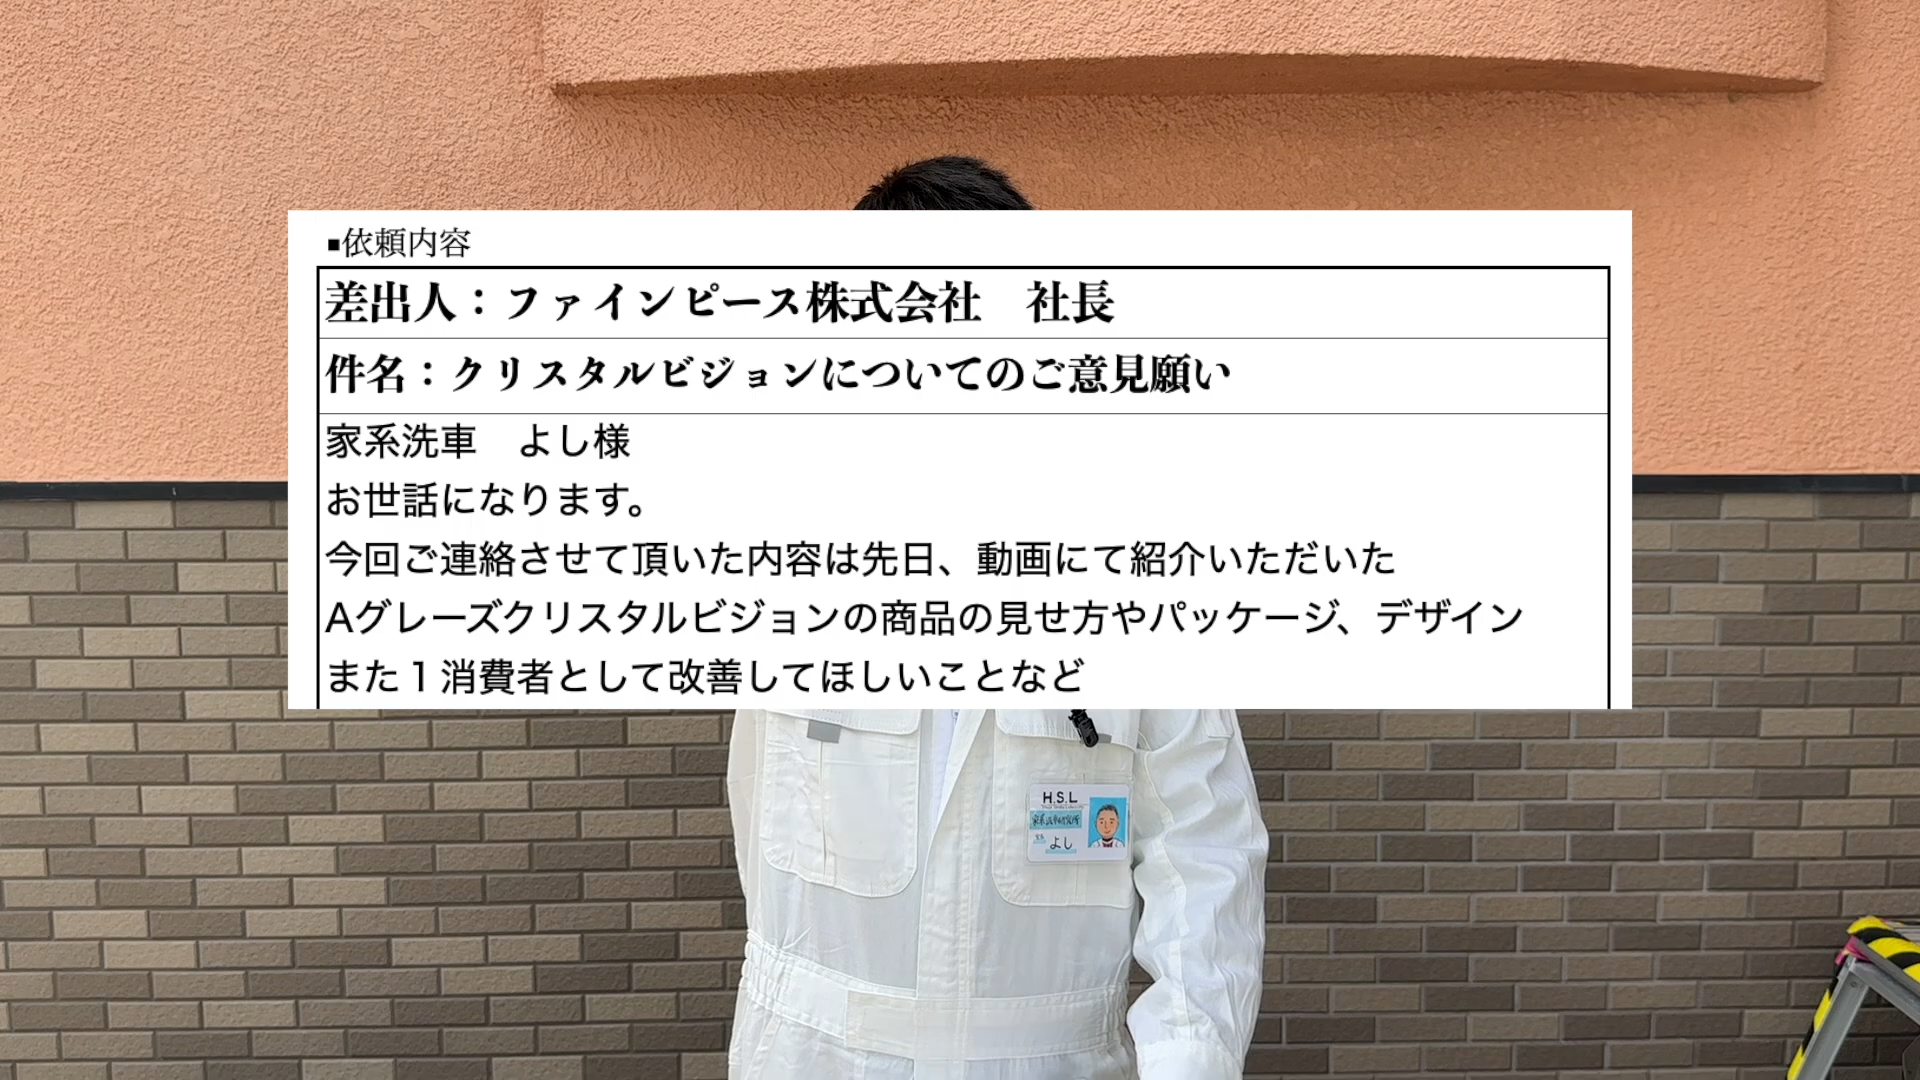 ▪依頼内容
差出人：ファインピース株式会社　社長
件名：クリスタルビジョンについてのご意見願い
家系洗車　よし様
お世話になります。
今回ご連絡させて頂いた内容は先日、動画にて紹介いただいた
Aグレーズクリスタルビジョンの商品の見せ方やパッケージ、デザイン
また１消費者として改善してほしいことなど
H.S.L
家系洗車研究所
よし